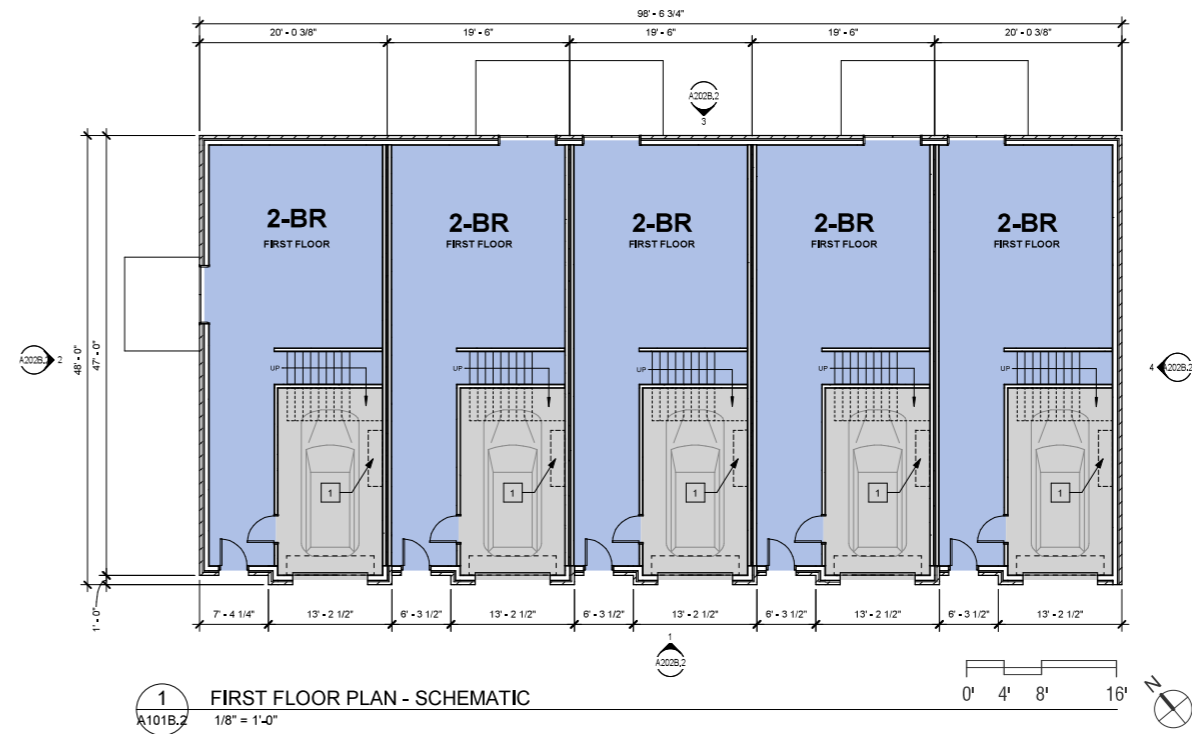 98' - 6 3/4"
20' - 0 3/8"
19' - 6"
19' - 6"
19' - 6"
20' - 0 3/8"
A202B.2
3
2-BR
FIRST FLOOR
2-BR
FIRST FLOOR
2-BR
FIRST FLOOR
2-BR
FIRST FLOOR
2-BR
FIRST FLOOR
A202B.2
2
48' - 0"
47' - 0"
4
A202B.2
UP
UP
UP
UP
UP
1
1
1
1
1
1' - 0"
7' - 4 1/4"
13' - 2 1/2"
6' - 3 1/2"
13' - 2 1/2"
6' - 3 1/2"
13' - 2 1/2"
6' - 3 1/2"
13' - 2 1/2"
6' - 3 1/2"
13' - 2 1/2"
1
A202B.2
1
A101B.2
FIRST FLOOR PLAN - SCHEMATIC
1/8" = 1'-0"
0' 4' 8' 16'
N